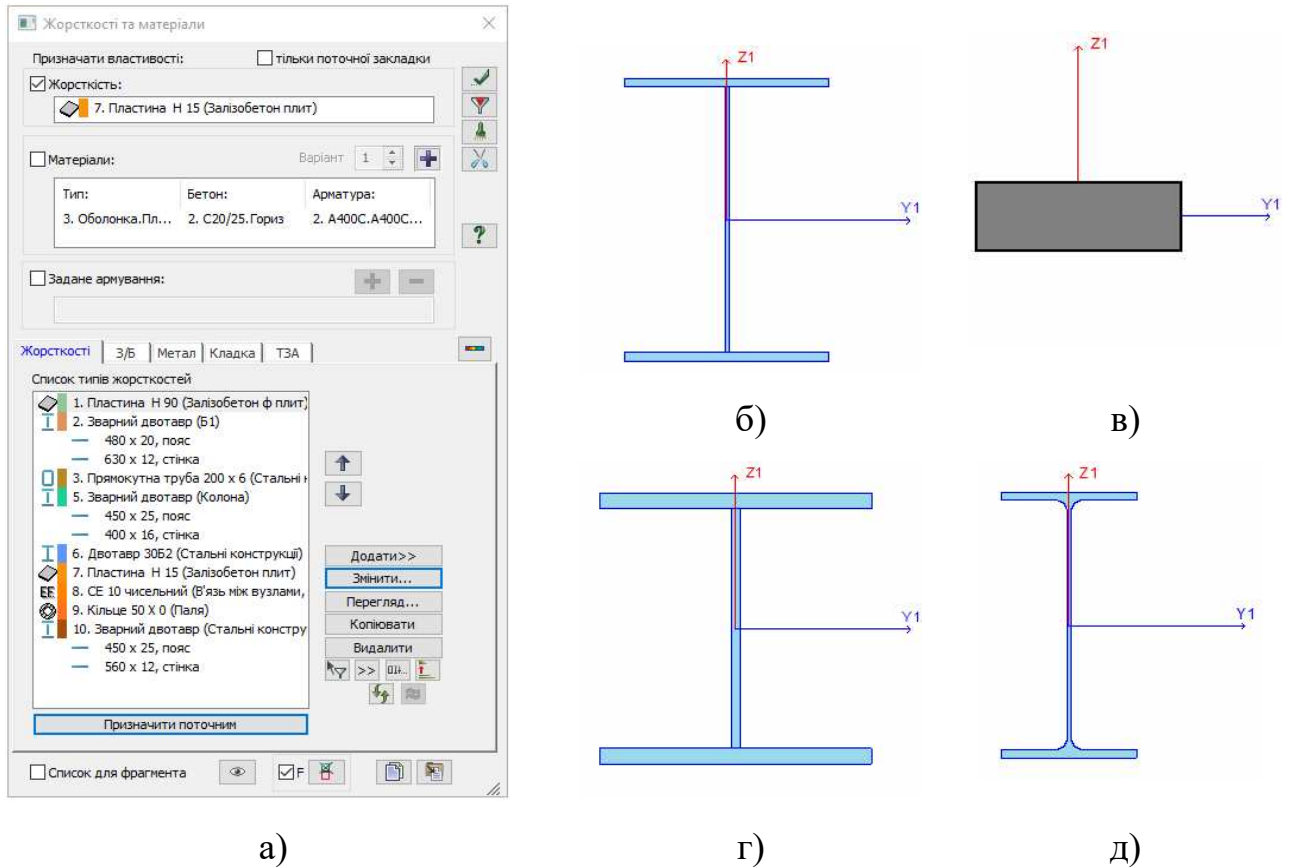 Жорсткості та матеріали
Призначати властивості:
тільки поточної закладки
Жорсткість:
7. Пластина Н 15 (Залізобетон плит)
Матеріали:
Варіант 1
Тип: Бетон: Арматура:
3. Оболонка.Пл... 2. С20/25.Гориз 2. А400С.А400С...
Задане армування:
Жорсткості З/Б Метал Кладка ТЗА
Список типів жорсткостей
1. Пластина Н 90 (Залізобетон ф плит)
2. Зварний двотавр (Б1)
480 x 20, пояс
630 x 12, стінка
3. Прямокутна труба 200 x 6 (Стальні
5. Зварний двотавр (Колона)
450 x 25, пояс
400 x 16, стінка
6. Двотавр 30Б2 (Стальні конструкції)
7. Пластина Н 15 (Залізобетон плит)
EE 8. СЕ 10 чисельний (В'язь між вузлами,
9. Кільце 50 X 0 (Паля)
10. Зварний двотавр (Стальні констру
450 x 25, пояс
560 x 12, стінка
Додати>>
Змінити...
Перегляд...
Копіювати
Видалити
>>
Призначити поточним
Список для фрагмента
F
а)
Z1
Y1
б)
Z1
Y1
в)
Z1
Y1
г)
Z1
Y1
д)